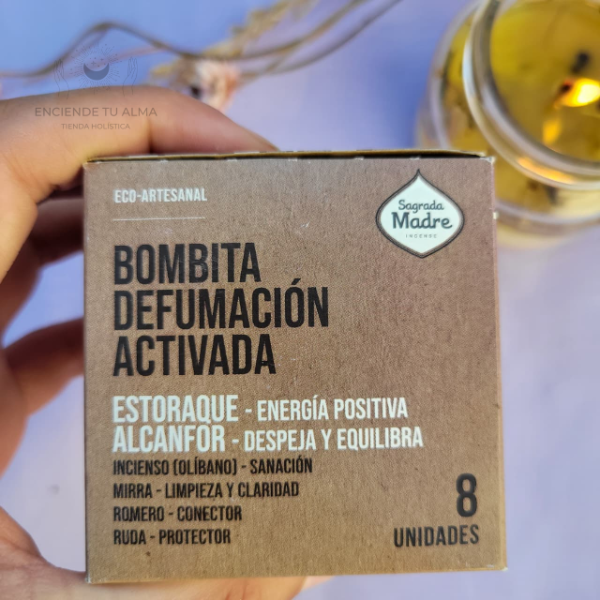 ENCIENDE TU ALMA
TIENDA HOLÍSTICA
ECO-ARTESANAL
Sagrada
Madre
INCENSE
BOMBITA
DEFUMACIÓN
ACTIVADA
ESTORAQUE - ENERGÍA POSITIVA
ALCANFOR - DESPEJA Y EQUILIBRA
INCIENSO (OLÍBANO) - SANACIÓN
MIRRA - LIMPIEZA Y CLARIDAD
ROMERO - CONECTOR
RUDA - PROTECTOR
8
UNIDADES